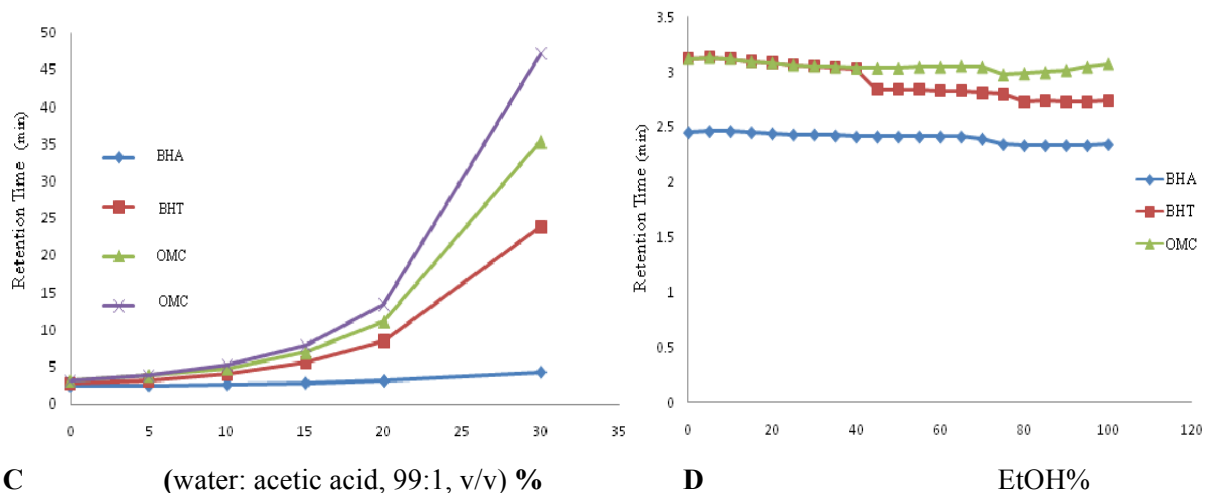 50
45
40
35
30
25
20
15
10
5
0
Retention Time (min)
BHA
BHT
OMC
OMC
0 5 10 15 20 25 30 35
C (water: acetic acid, 99:1, v/v) %
3.5
3
2.5
2
1.5
1
0.5
0
Retention Time (min)
BHA
BHT
OMC
0 20 40 60 80 100 120
D EtOH%